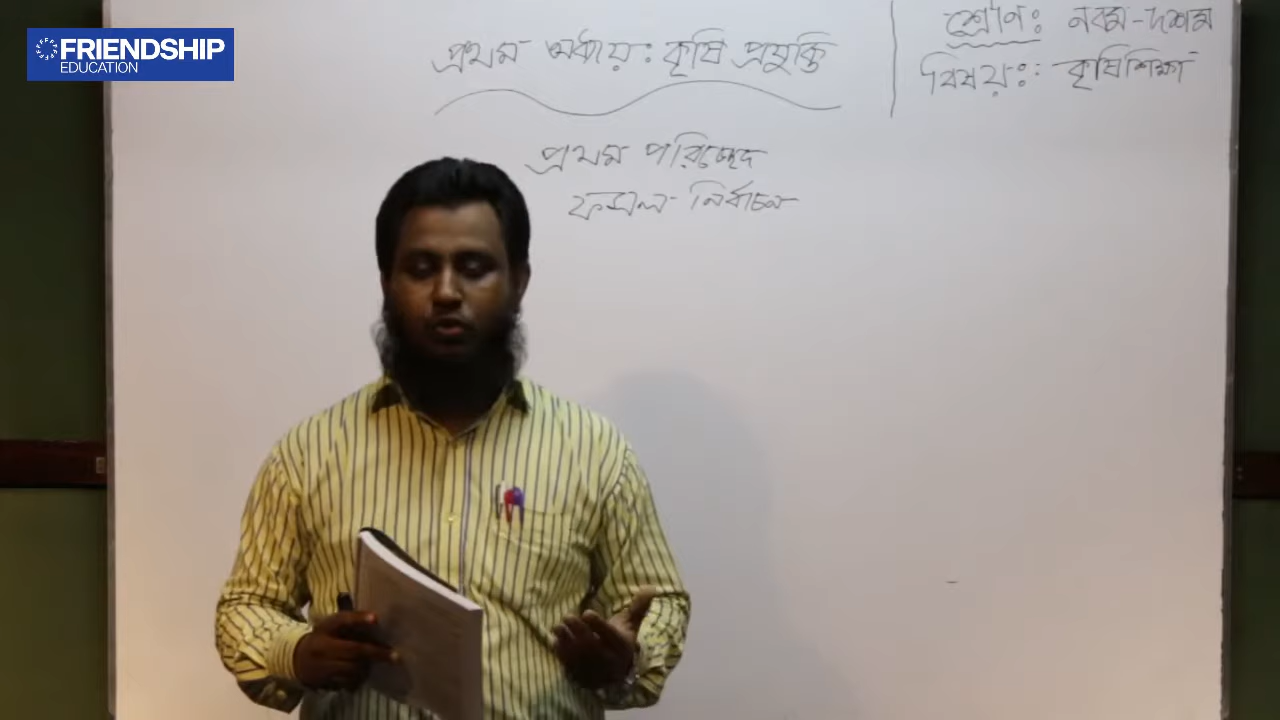 FRIENDSHIP
EDUCATION
প্রথম অধ্যায়ঃ কৃষি প্রযুক্তি
শ্রেণিঃ নবম-দশম
বিষয়ঃ কৃষিশিক্ষা
প্রথম পরিচ্ছেদ
ফসল নির্বাচন